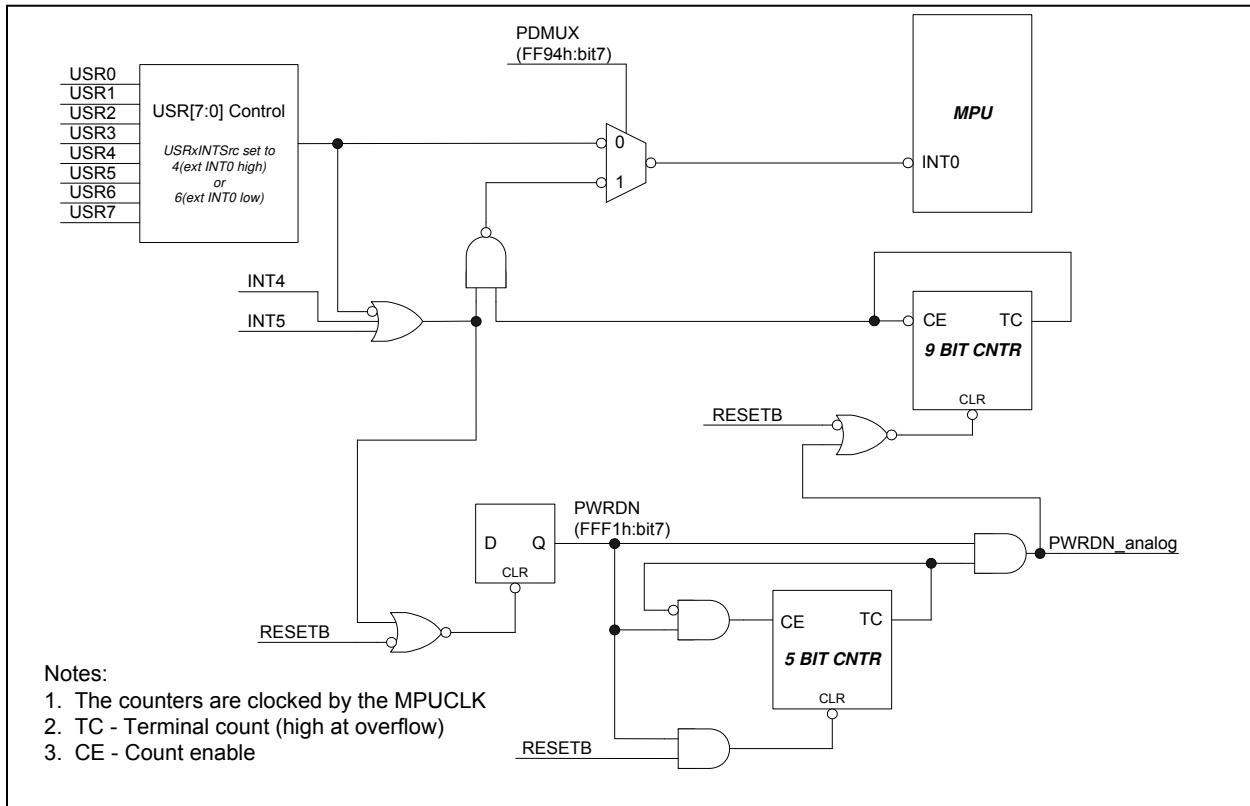 PDMUX
(FF94h:bit7)
USR0
USR1
USR2
USR3
USR4
USR5
USR6
USR7
USR[7:0] Control
USRxINTSrc set to
4(ext INT0 high)
or
6(ext INT0 low)
0
1
MPU
INT0
INT4
INT5
CE
TC
9 BIT CNTR
CLR
RESETB
PWRDN
(FFF1h:bit7)
D
Q
CLR
PWRDN_analog
RESETB
CE
TC
5 BIT CNTR
CLR
RESETB
Notes:
1. The counters are clocked by the MPUCLK
2. TC - Terminal count (high at overflow)
3. CE - Count enable